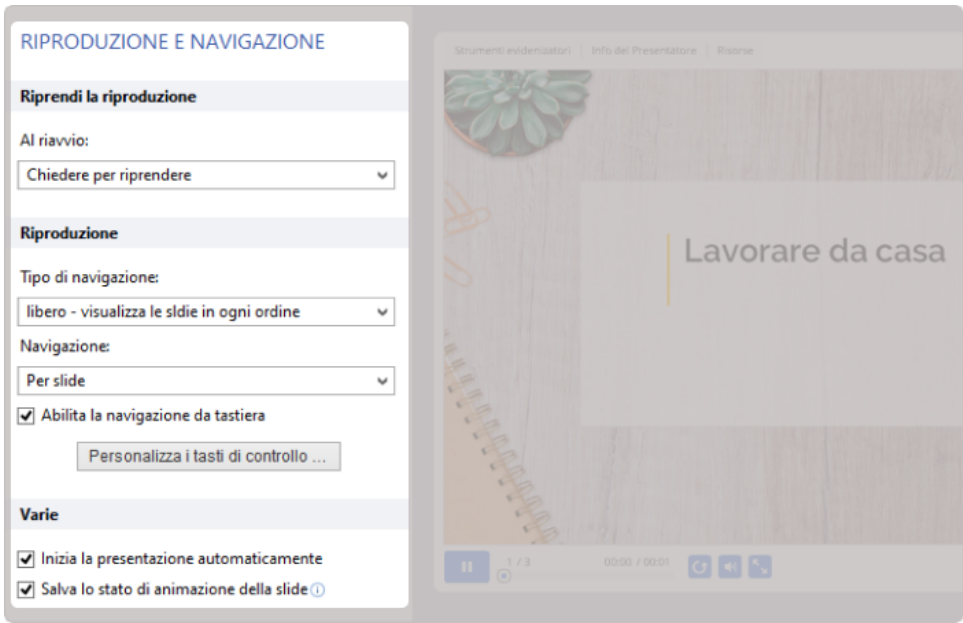 RIPRODUZIONE E NAVIGAZIONE
Riprendi la riproduzione
Al riavvio:
Chiedere per riprendere
Riproduzione
Tipo di navigazione:
libero - visualizza le sldie in ogni ordine
Navigazione:
Per slide
Abilita la navigazione da tastiera
Personalizza i tasti di controllo ...
Varie
Inizia la presentazione automaticamente
Salva lo stato di animazione della slide
Strumenti evidenziatori | Info del Presentatore | Risorse
Lavorare da casa
1 / 3 00:00 / 00:01